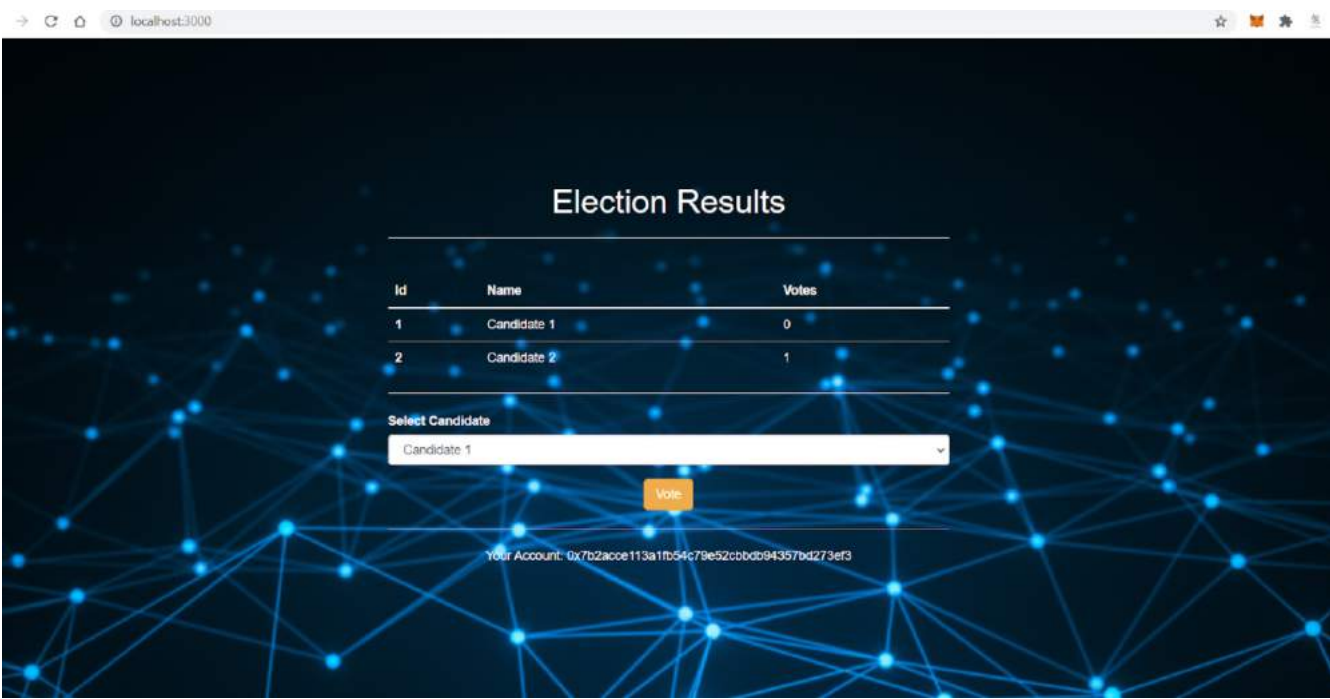 localhost:3000
Election Results
Id Name Votes
1 Candidate 1 0
2 Candidate 2 1
Select Candidate
Candidate 1
Vote
Your Account: 0x7b2acce113a1fb54c79e52cbbdb94357bd273ef3